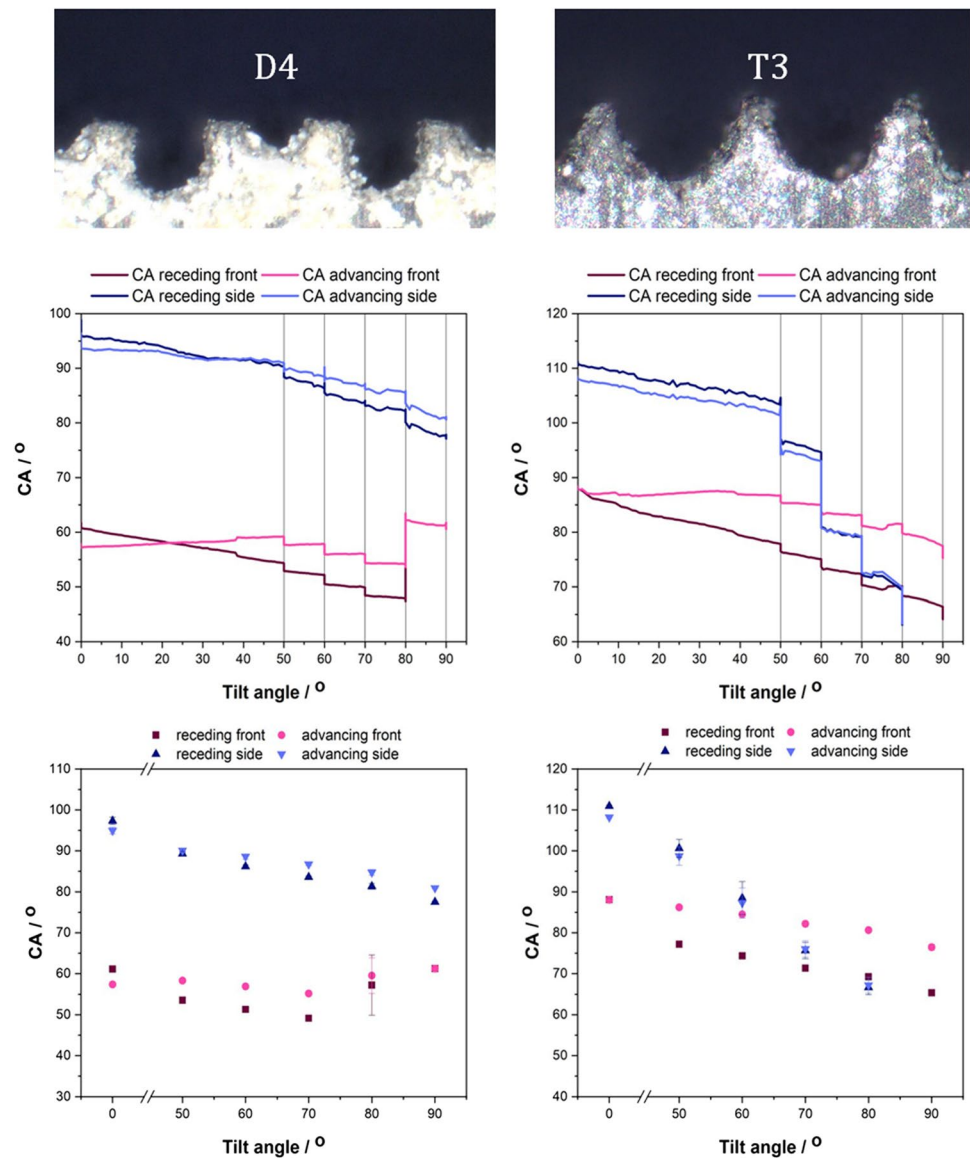 D4
T3
CA receding front CA advancing front
CA receding side CA advancing side
CA receding front CA advancing front
CA receding side CA advancing side
100
90
80
70
60
50
40
CA / °
0 10 20 30 40 50 60 70 80 90
Tilt angle / °
120
110
100
90
80
70
60
CA / °
0 10 20 30 40 50 60 70 80 90
Tilt angle / °
receding front advancing front
receding side advancing side
receding front advancing front
receding side advancing side
110
100
90
80
70
60
50
40
30
CA / °
0 50 60 70 80 90
Tilt angle / °
120
110
100
90
80
70
60
50
40
CA / °
0 50 60 70 80 90
Tilt angle / °